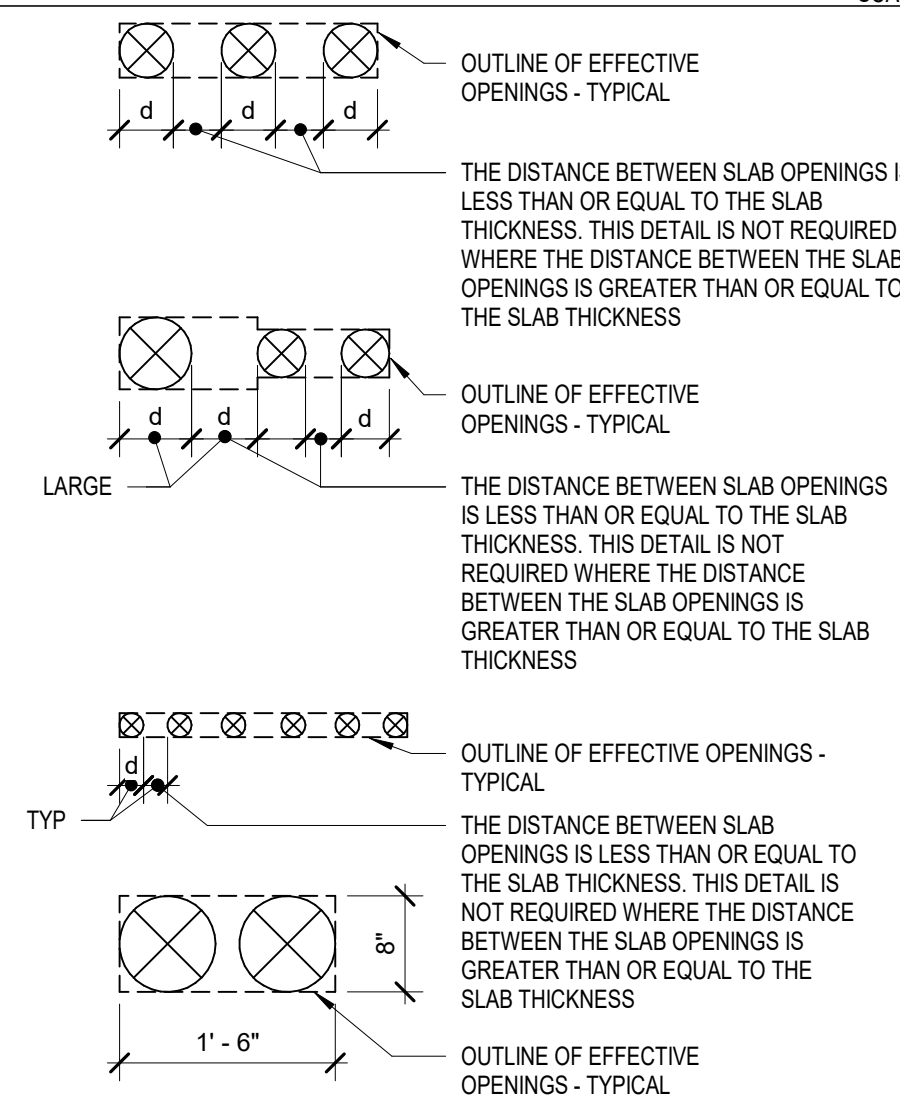 OUTLINE OF EFFECTIVE
OPENINGS - TYPICAL
d
d
d
THE DISTANCE BETWEEN SLAB OPENINGS IS
LESS THAN OR EQUAL TO THE SLAB
THICKNESS. THIS DETAIL IS NOT REQUIRED
WHERE THE DISTANCE BETWEEN THE SLAB
OPENINGS IS GREATER THAN OR EQUAL TO
THE SLAB THICKNESS
OUTLINE OF EFFECTIVE
OPENINGS - TYPICAL
d
d
d
LARGE
THE DISTANCE BETWEEN SLAB OPENINGS
IS LESS THAN OR EQUAL TO THE SLAB
THICKNESS. THIS DETAIL IS NOT
REQUIRED WHERE THE DISTANCE
BETWEEN THE SLAB OPENINGS IS
GREATER THAN OR EQUAL TO THE SLAB
THICKNESS
OUTLINE OF EFFECTIVE OPENINGS -
TYPICAL
d
TYP
THE DISTANCE BETWEEN SLAB
OPENINGS IS LESS THAN OR EQUAL TO
THE SLAB THICKNESS. THIS DETAIL IS
NOT REQUIRED WHERE THE DISTANCE
BETWEEN THE SLAB OPENINGS IS
GREATER THAN OR EQUAL TO THE
SLAB THICKNESS
8"
1' - 6"
OUTLINE OF EFFECTIVE
OPENINGS - TYPICAL